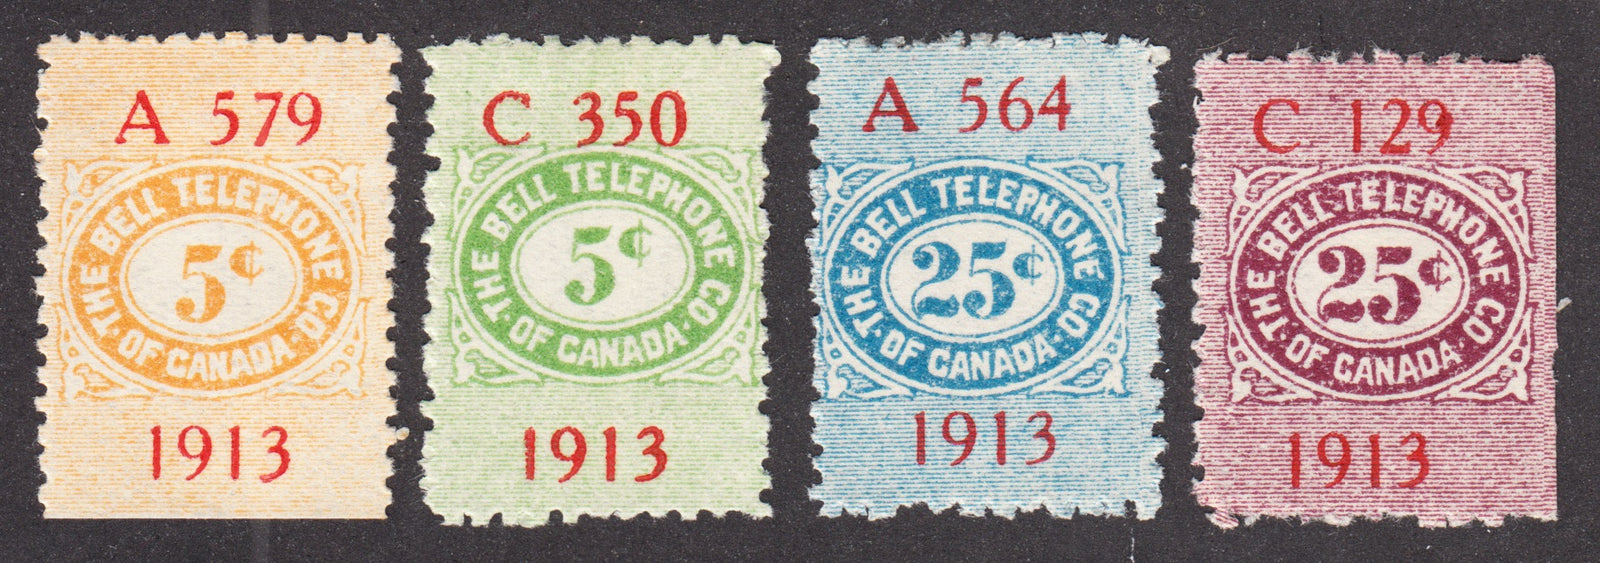 A 579
THE BELL TELEPHONE CO.
5¢
· OF CANADA ·
1913
C 350
THE BELL TELEPHONE CO
5¢
· OF CANADA ·
1913
A 564
THE BELL TELEPHONE CO
25¢
· OF CANADA ·
1913
C 129
THE BELL TELEPHONE CO
25¢
· OF CANADA ·
1913